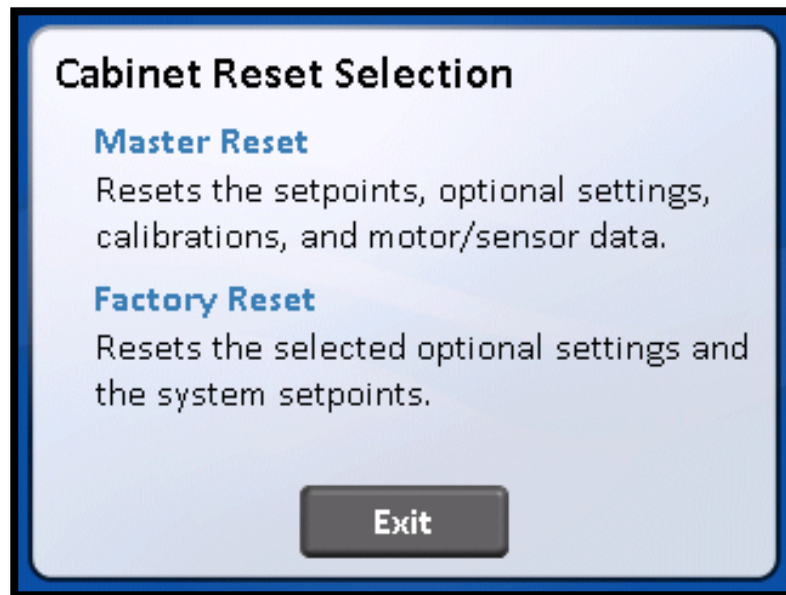 Cabinet Reset Selection
Master Reset
Resets the setpoints, optional settings,
calibrations, and motor/sensor data.
Factory Reset
Resets the selected optional settings and
the system setpoints.
Exit